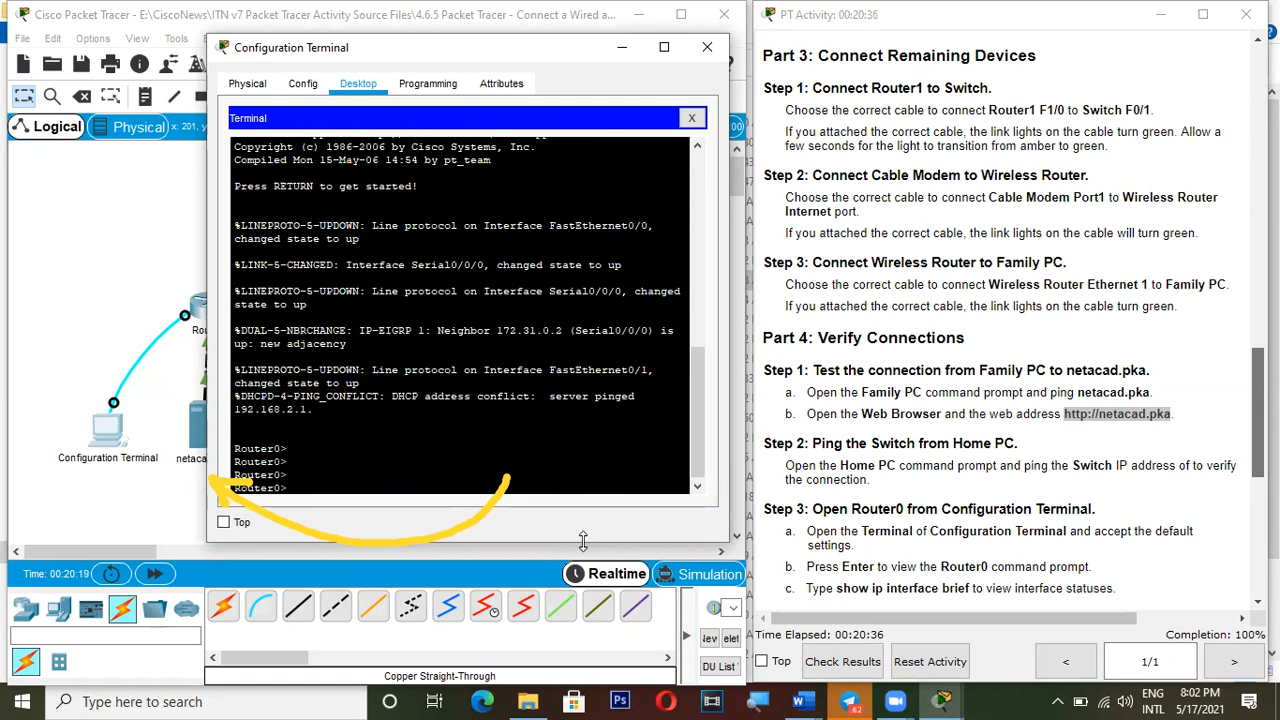 Cisco Packet Tracer - E:\CiscoNews\ITN v7 Packet Tracer Activity Source Files\4.6.5 Packet Tracer - Connect a Wired a...
File Edit Options View Tools
Logical Physical x: 201, y:
Configuration Terminal
Physical Config Desktop Programming Attributes
Terminal X
Copyright (c) 1986-2006 by Cisco Systems, Inc.
Compiled Mon 15-May-06 14:54 by pt_team
Press RETURN to get started!
%LINEPROTO-5-UPDOWN: Line protocol on Interface FastEthernet0/0,
changed state to up
%LINK-5-CHANGED: Interface Serial0/0/0, changed state to up
%LINEPROTO-5-UPDOWN: Line protocol on Interface Serial0/0/0, changed
state to up
%DUAL-5-NBRCHANGE: IP-EIGRP 1: Neighbor 172.31.0.2 (Serial0/0/0) is
up: new adjacency
%LINEPROTO-5-UPDOWN: Line protocol on Interface FastEthernet0/1,
changed state to up
%DHCPD-4-PING_CONFLICT: DHCP address conflict: server pinged
192.168.2.1.
Router0>
Router0>
Router0>
Router0>
Top
Rou
Configuration Terminal
netaca
Time: 00:20:19
Realtime Simulation
Copper Straight-Through
DU List
PT Activity: 00:20:36
Part 3: Connect Remaining Devices
Step 1: Connect Router1 to Switch.
Choose the correct cable to connect Router1 F1/0 to Switch F0/1.
If you attached the correct cable, the link lights on the cable turn green. Allow a
few seconds for the light to transition from amber to green.
Step 2: Connect Cable Modem to Wireless Router.
Choose the correct cable to connect Cable Modem Port1 to Wireless Router
Internet port.
If you attached the correct cable, the link lights on the cable will turn green.
Step 3: Connect Wireless Router to Family PC.
Choose the correct cable to connect Wireless Router Ethernet 1 to Family PC.
If you attached the correct cable, the link lights on the cable turn green.
Part 4: Verify Connections
Step 1: Test the connection from Family PC to netacad.pka.
a. Open the Family PC command prompt and ping netacad.pka.
b. Open the Web Browser and the web address http://netacad.pka.
Step 2: Ping the Switch from Home PC.
Open the Home PC command prompt and ping the Switch IP address of to verify
the connection.
Step 3: Open Router0 from Configuration Terminal.
a. Open the Terminal of Configuration Terminal and accept the default
settings.
b. Press Enter to view the Router0 command prompt.
c. Type show ip interface brief to view interface statuses.
Time Elapsed: 00:20:36 Completion: 100%
Top Check Results Reset Activity < 1/1 >
Type here to search
62
ENG
INTL
8:02 PM
5/17/2021